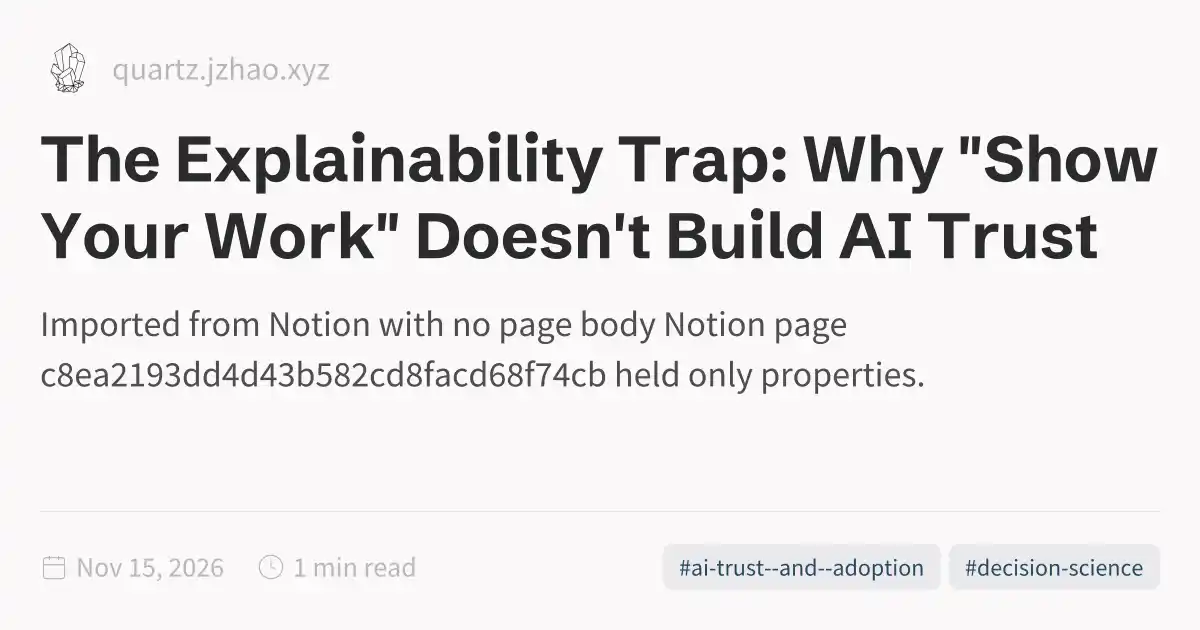 quartz.jzhao.xyz
The Explainability Trap: Why "Show
Your Work" Doesn't Build AI Trust
Imported from Notion with no page body Notion page
c8ea2193dd4d43b582cd8facd68f74cb held only properties.
Nov 15, 2026 1 min read #ai-trust--and--adoption #decision-science